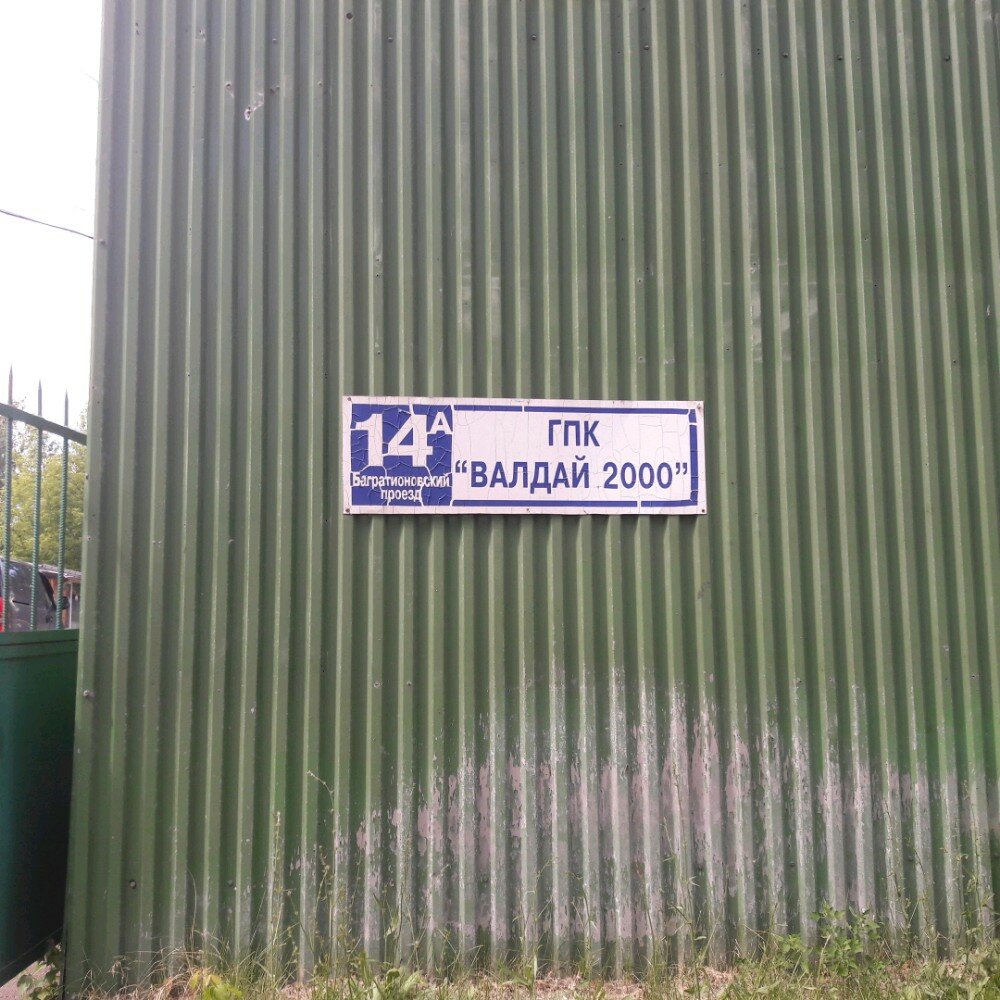 14А
Багратионовский
проезд
ГПК
“ВАЛДАЙ 2000”